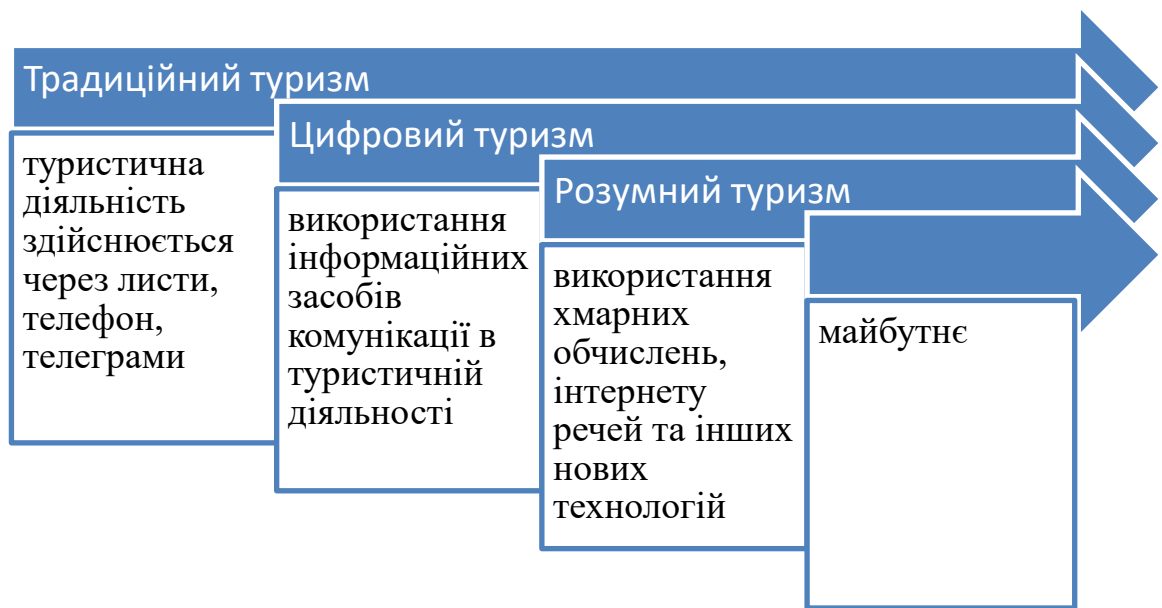 Традиційний туризм
туристична
діяльність
здійснюється
через листи,
телефон,
телеграми
Цифровий туризм
використання
інформаційних
засобів
комунікації в
туристичній
діяльності
Розумний туризм
використання
хмарних
обчислень,
інтернету
речей та інших
нових
технологій
майбутнє